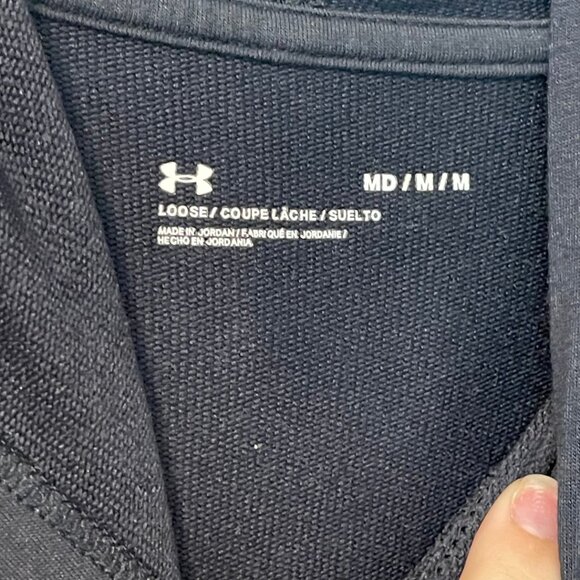 MD/M/M
LOOSE/COUPE LÂCHE/SUELTO
MADE IN JORDAN/FABRIQUÉ EN JORDANIE/
HECHO EN JORDANIA